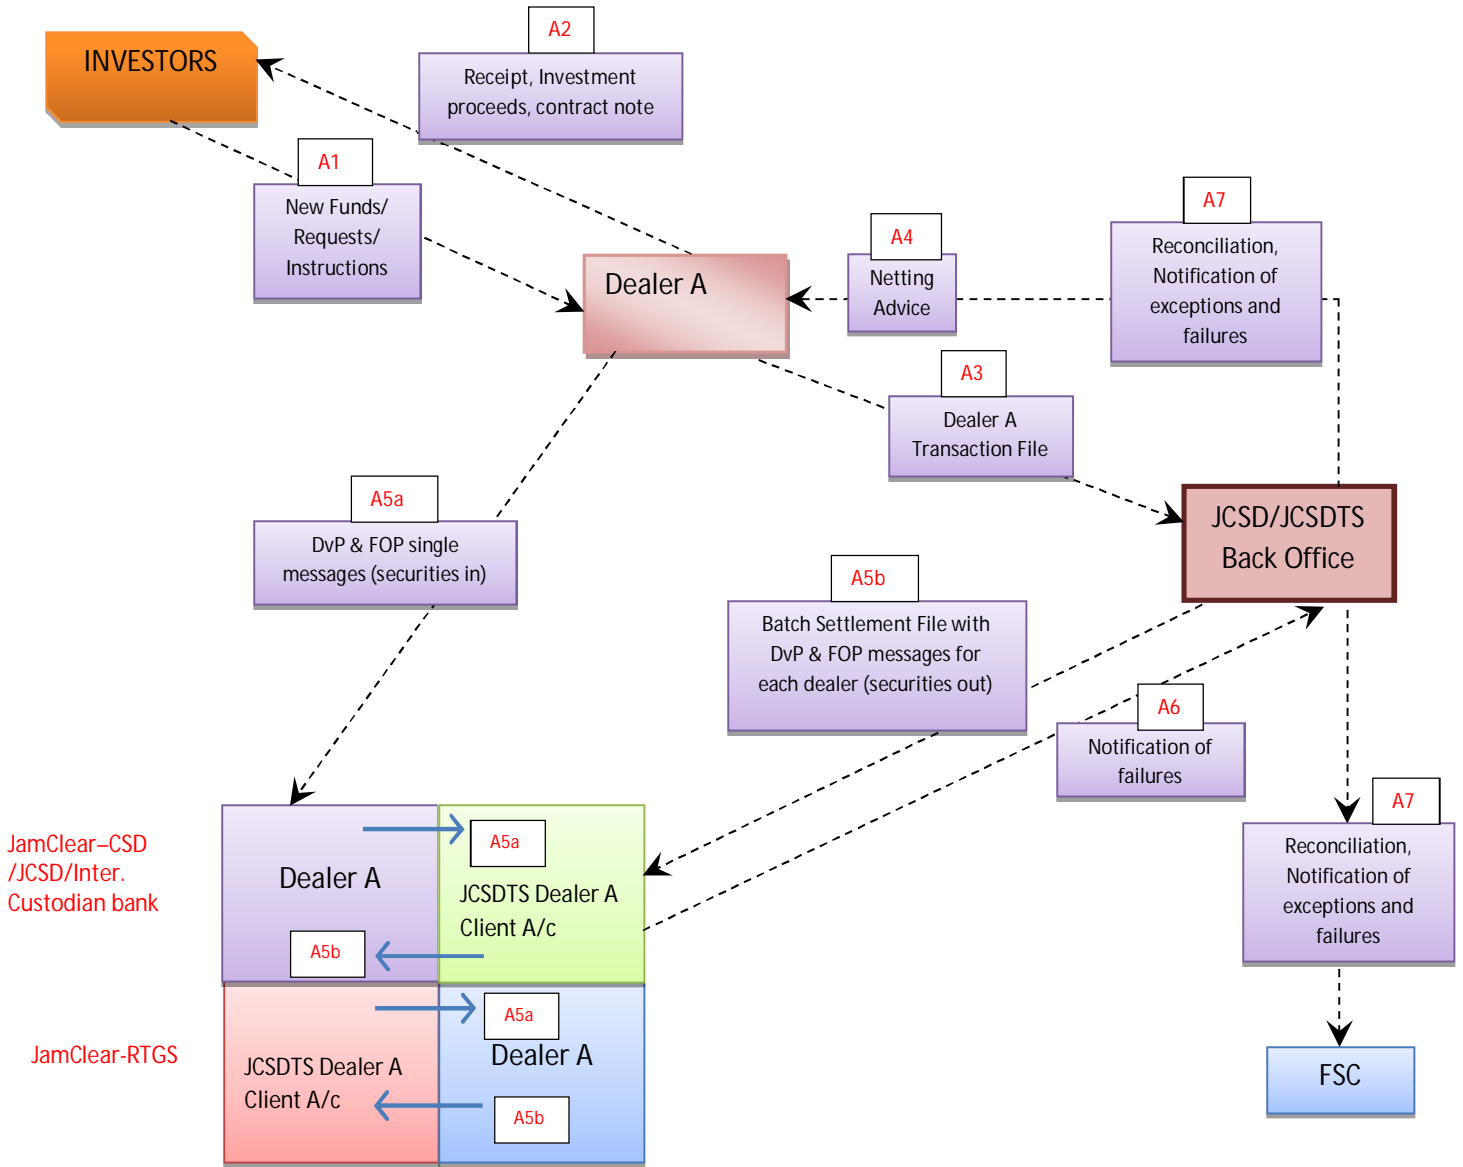 A2
INVESTORS
Receipt, Investment
proceeds, contract note
A1
New Funds/
Requests/
Instructions
A7
Reconciliation,
Notification of
exceptions and
failures
A4
Netting
Advice
Dealer A
A3
Dealer A
Transaction File
A5a
DvP & FOP single
messages (securities in)
JCSD/JCSDTS
Back Office
A5b
Batch Settlement File with
DvP & FOP messages for
each dealer (securities out)
A6
Notification of
failures
A7
Reconciliation,
Notification of
exceptions and
failures
JamClear–CSD
/JCSD/Inter.
Custodian bank
Dealer A
A5a
JCSDTS Dealer A
Client A/c
A5b
JamClear-RTGS
A5a
JCSDTS Dealer A
Client A/c
Dealer A
A5b
FSC